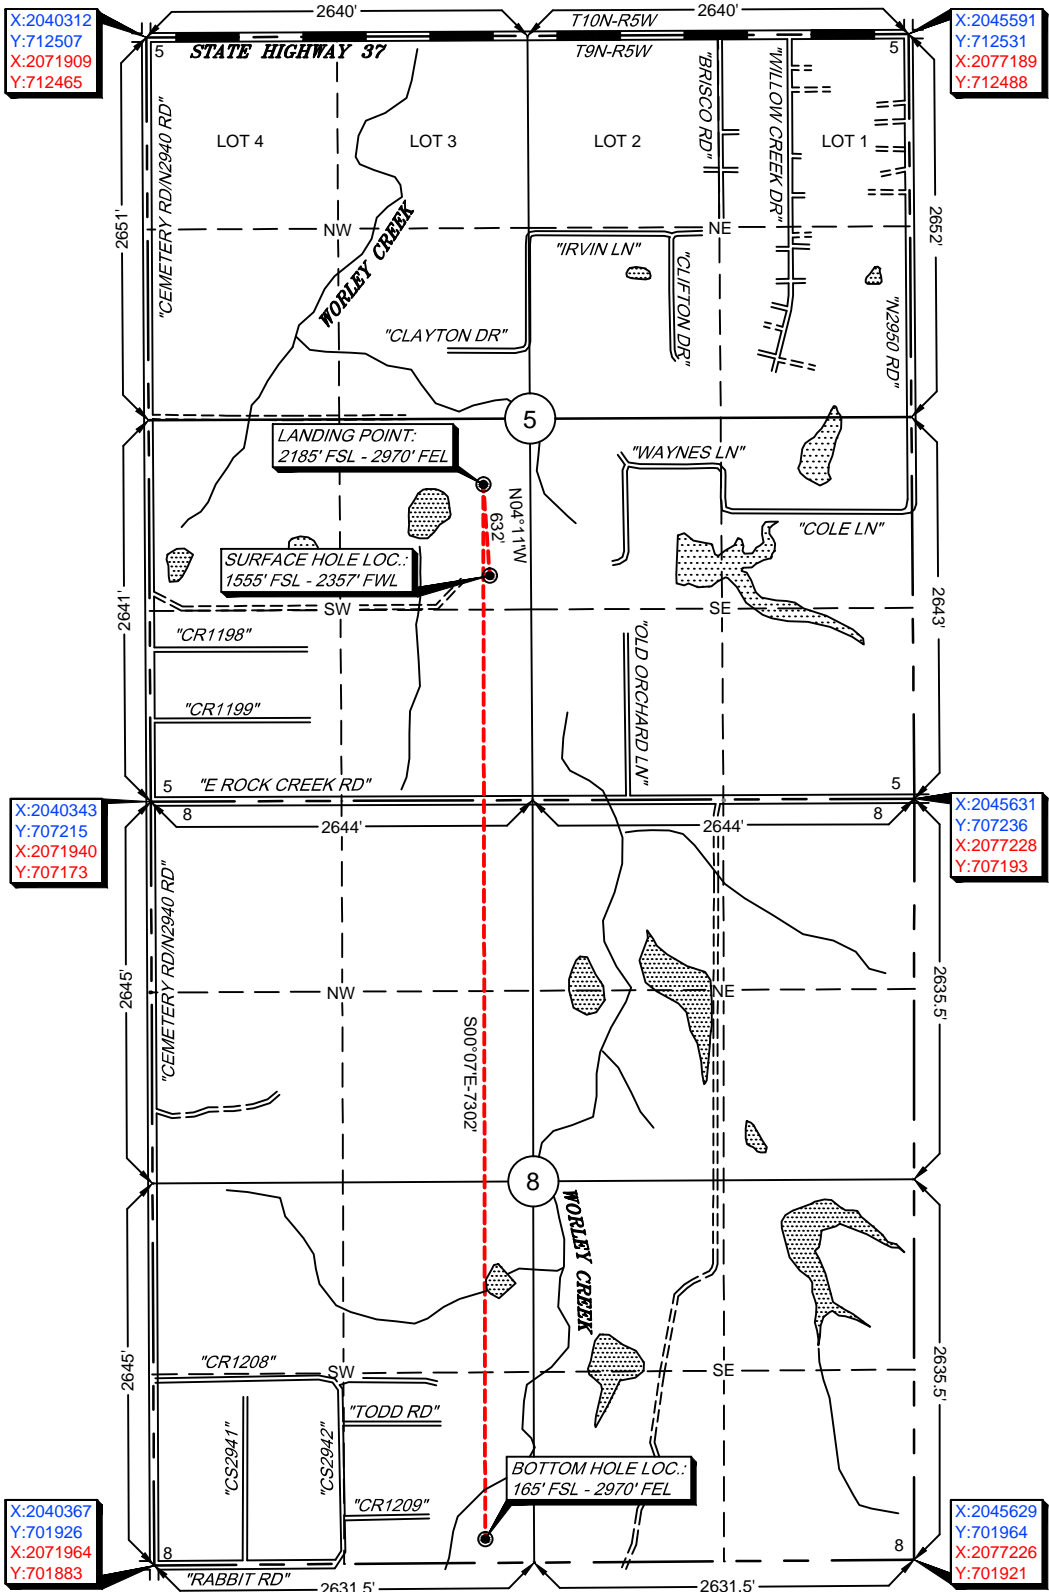 2640'
T10N-R5W
2640'
X:2040312
Y:712507
X:2071909
Y:712465
X:2045591
Y:712531
X:2077189
Y:712488
5
STATE HIGHWAY 37
T9N-R5W
5
"CEMETERY RD/N2940 RD"
LOT 4
LOT 3
LOT 2
"BRISCO RD"
"WILLOW CREEK DR"
LOT 1
2651'
NW
WORLEY CREEK
"IRVIN LN"
NE
2652'
"CLAYTON DR"
"CLIFTON DR"
"N2950 RD"
5
LANDING POINT:
2185' FSL - 2970' FEL
"WAYNES LN"
N04°11'W
632'
"COLE LN"
SURFACE HOLE LOC.:
1555' FSL - 2357' FWL
2641'
SW
SE
2643'
"CR1198"
"OLD ORCHARD LN"
"CR1199"
5
"E ROCK CREEK RD"
5
8
2644'
2644'
8
X:2040343
Y:707215
X:2071940
Y:707173
X:2045631
Y:707236
X:2077228
Y:707193
"CEMETERY RD/N2940 RD"
2645'
NW
NE
2635.5'
S00°07'E-7302'
8
WORLEY CREEK
2645'
"CR1208"
SW
SE
2635.5'
"TODD RD"
"CS2941"
"CS2942"
BOTTOM HOLE LOC.:
165' FSL - 2970' FEL
"CR1209"
X:2040367
Y:701926
X:2071964
Y:701883
X:2045629
Y:701964
X:2077226
Y:701921
8
8
"RABBIT RD"
2631.5'
2631.5'